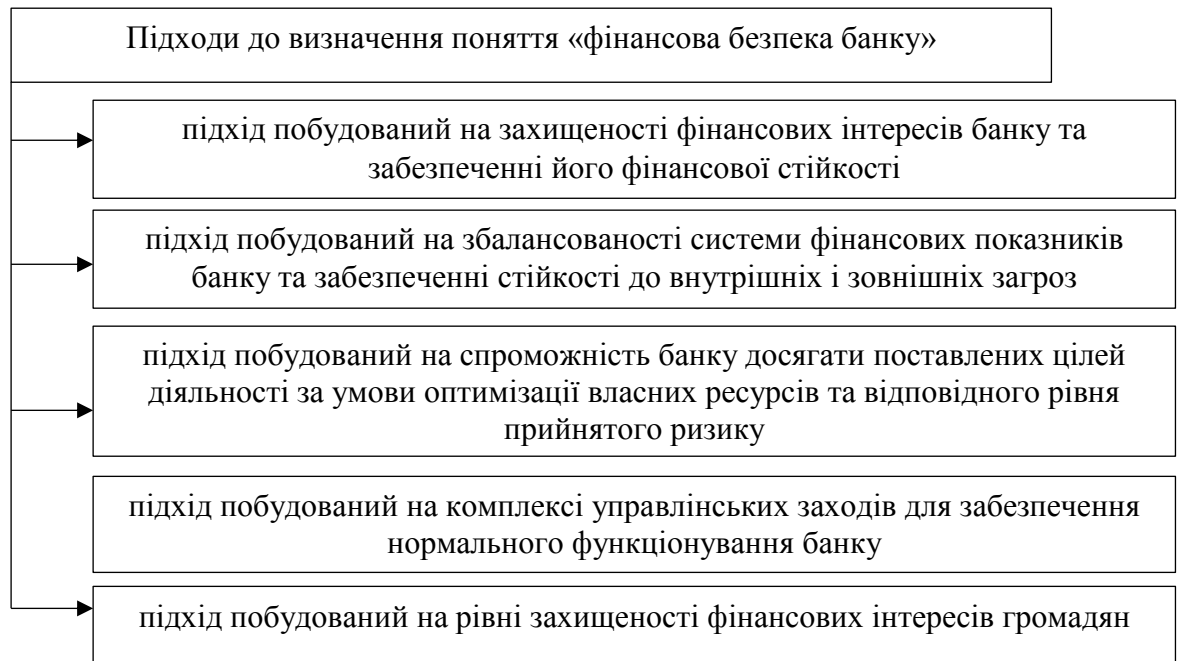 Підходи до визначення поняття «фінансова безпека банку»
підхід побудований на захищеності фінансових інтересів банку та
забезпеченні його фінансової стійкості
підхід побудований на збалансованості системи фінансових показників
банку та забезпеченні стійкості до внутрішніх і зовнішніх загроз
підхід побудований на спроможність банку досягати поставлених цілей
діяльності за умови оптимізації власних ресурсів та відповідного рівня
прийнятого ризику
підхід побудований на комплексі управлінських заходів для забезпечення
нормального функціонування банку
підхід побудований на рівні захищеності фінансових інтересів громадян